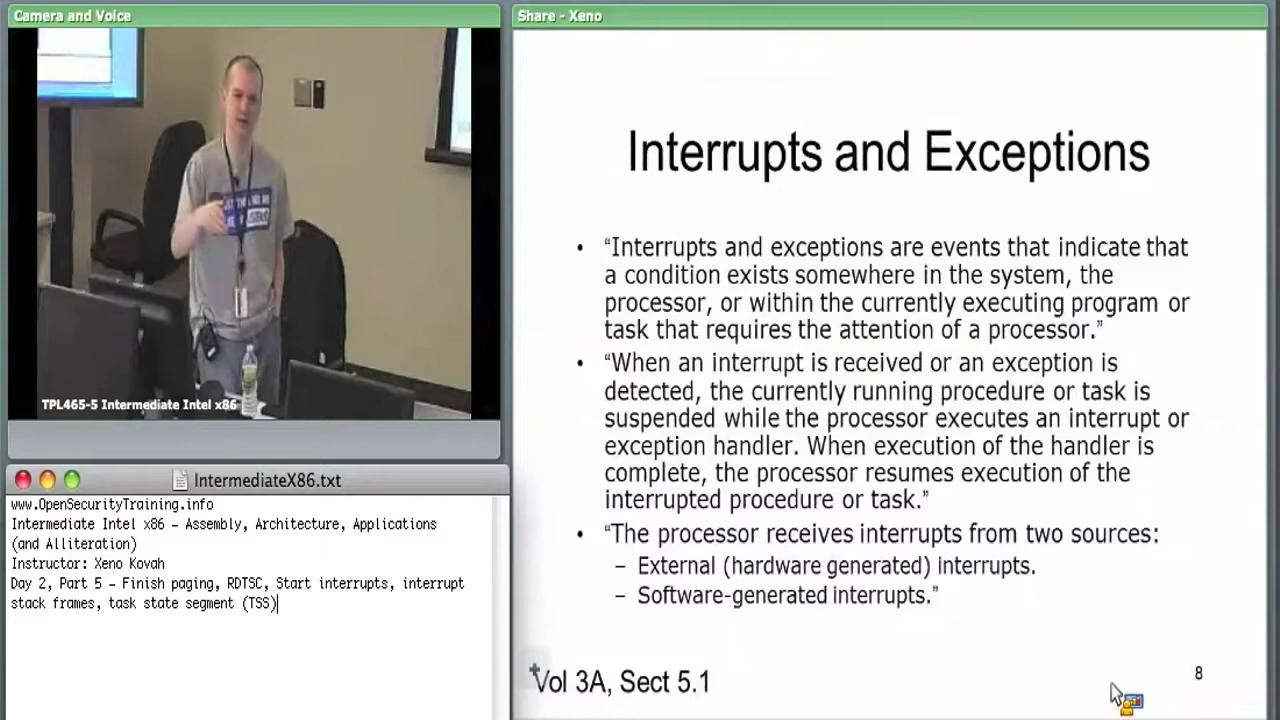 Camera and Voice
TPL465-5 Intermediate Intel x86
IntermediateX86.txt
www.OpenSecurityTraining.info
Intermediate Intel x86 – Assembly, Architecture, Applications
(and Alliteration)
Instructor: Xeno Kovah
Day 2, Part 5 – Finish paging, RDTSC, Start interrupts, interrupt
stack frames, task state segment (TSS)
Share - Xeno
Interrupts and Exceptions
• “Interrupts and exceptions are events that indicate that
a condition exists somewhere in the system, the
processor, or within the currently executing program or
task that requires the attention of a processor.”
• “When an interrupt is received or an exception is
detected, the currently running procedure or task is
suspended while the processor executes an interrupt or
exception handler. When execution of the handler is
complete, the processor resumes execution of the
interrupted procedure or task.”
• “The processor receives interrupts from two sources:
– External (hardware generated) interrupts.
– Software-generated interrupts.”
Vol 3A, Sect 5.1
8